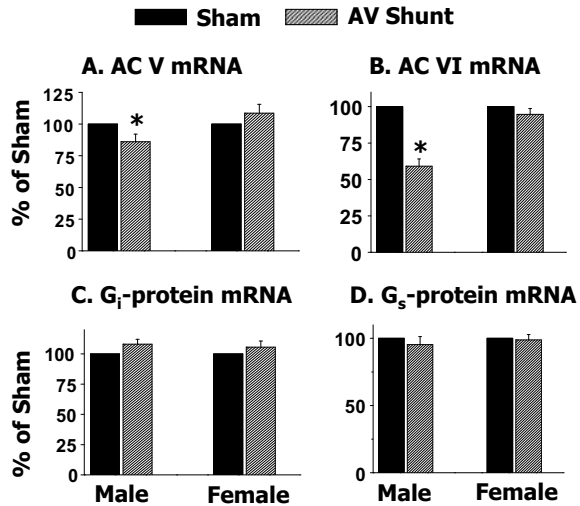 Sham AV Shunt
A. AC V mRNA
B. AC VI mRNA
% of Sham
125
100
75
50
25
0
*
100
75
50
25
0
*
C. Gi-protein mRNA
D. Gs-protein mRNA
% of Sham
100
75
50
25
0
100
50
0
Male Female Male Female